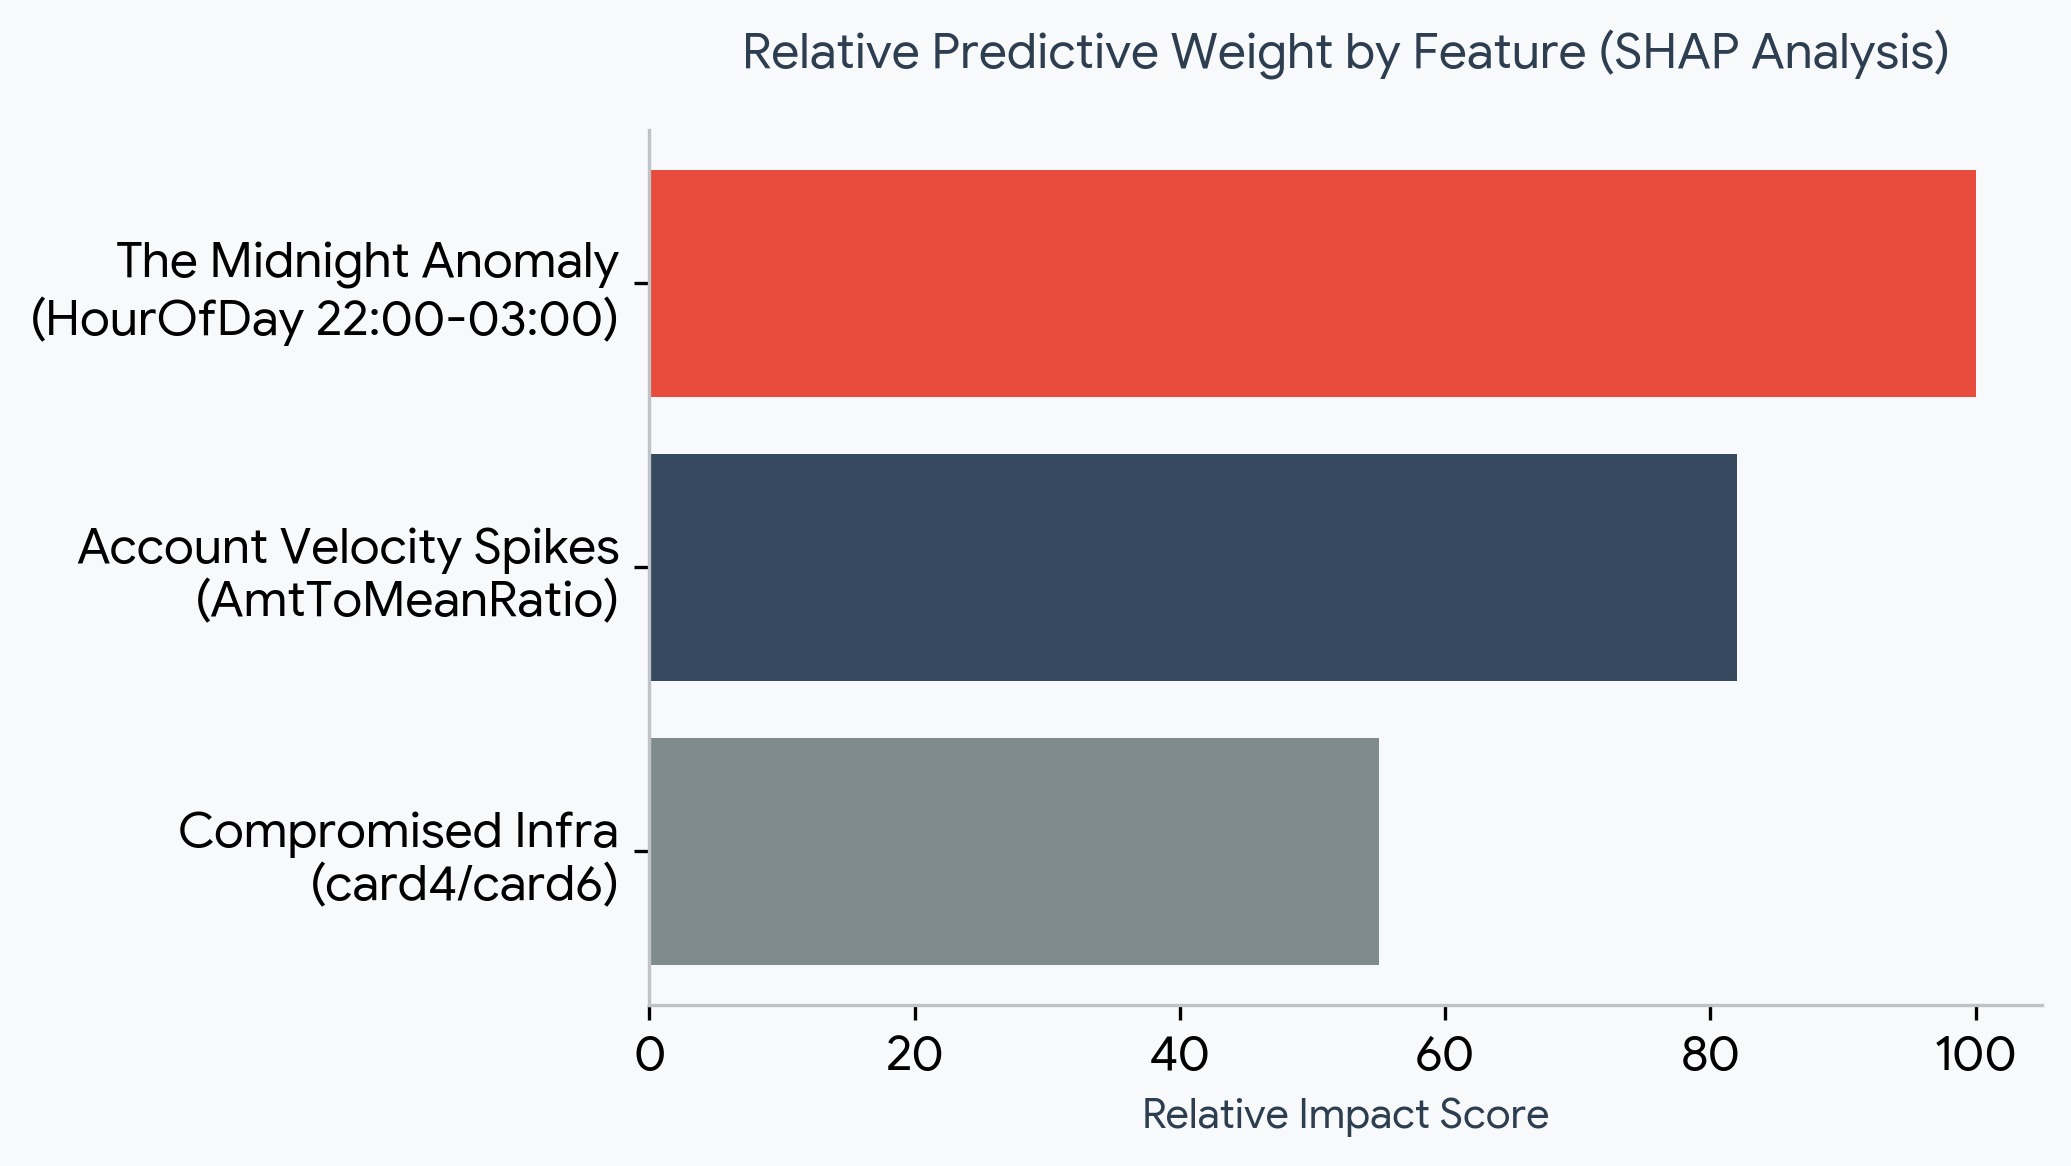 Relative Predictive Weight by Feature (SHAP Analysis)
The Midnight Anomaly
(HourOfDay 22:00-03:00)
Account Velocity Spikes
(AmtToMeanRatio)
Compromised Infra
(card4/card6)
0 20 40 60 80 100
Relative Impact Score